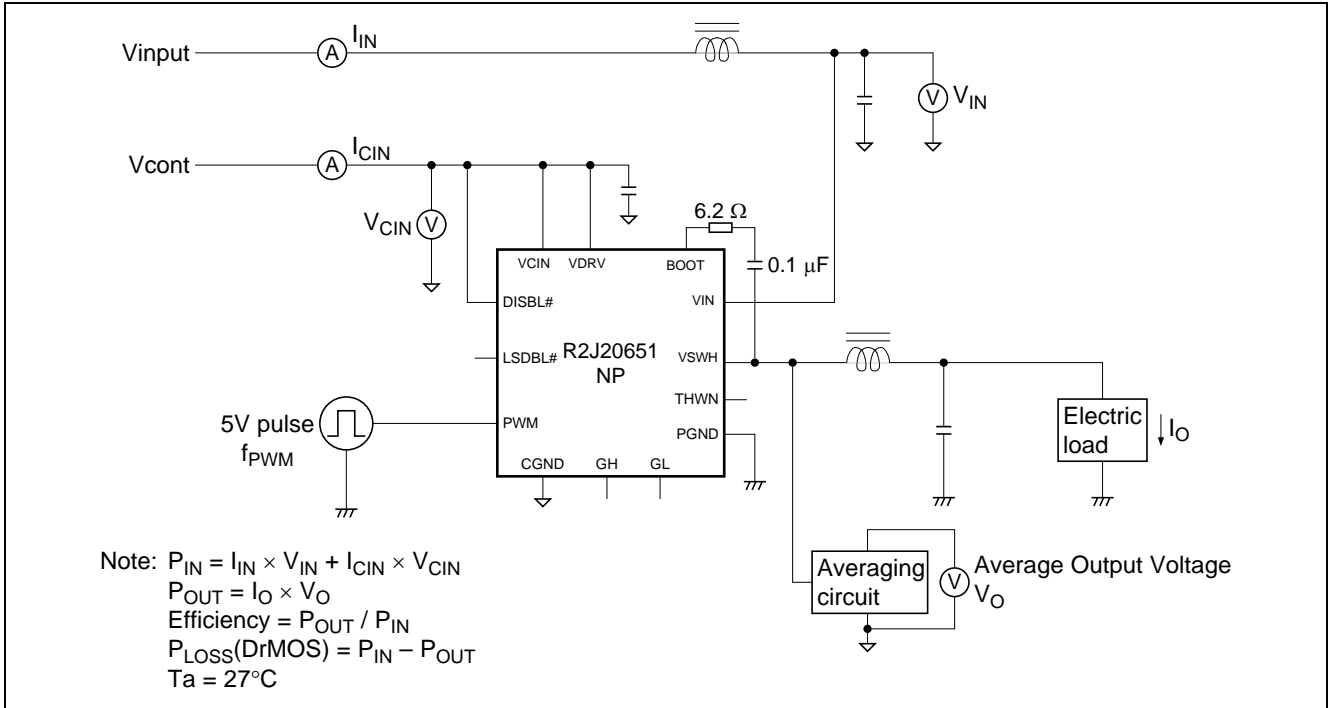 Vinput
A
I_IN
V
V_IN
Vcont
A
I_CIN
V_CIN
V
6.2 Ω
0.1 μF
VCIN
VDRV
BOOT
DISBL#
VIN
LSDBL#
R2J20651
NP
VSWH
THWN
PWM
PGND
CGND
GH
GL
5V pulse
f_PWM
Electric
load
I_O
Averaging
circuit
V
Average Output Voltage
V_O
Note: P_IN = I_IN × V_IN + I_CIN × V_CIN
P_OUT = I_O × V_O
Efficiency = P_OUT / P_IN
P_LOSS(DrMOS) = P_IN – P_OUT
Ta = 27°C